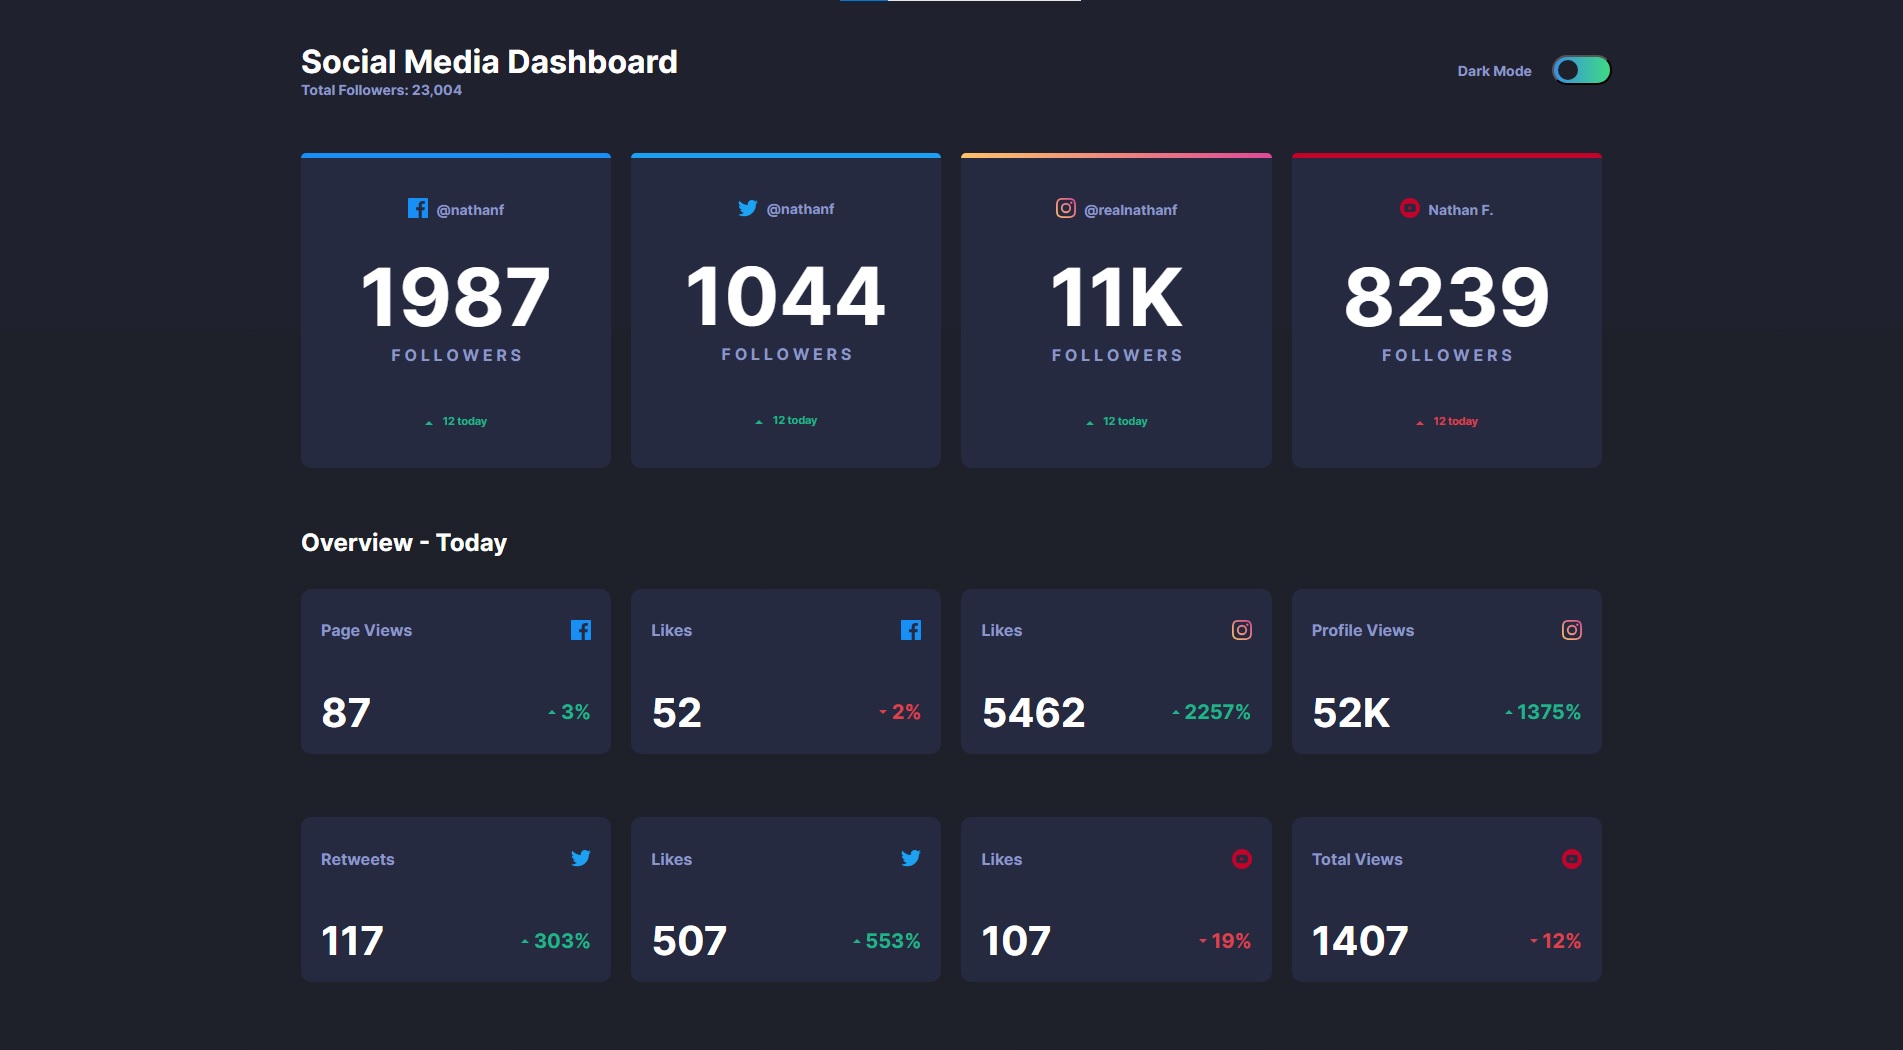 Social Media Dashboard
Total Followers: 23,004
Dark Mode
@nathanf
1987
FOLLOWERS
12 today
@nathanf
1044
FOLLOWERS
12 today
@realnathanf
11K
FOLLOWERS
12 today
Nathan F.
8239
FOLLOWERS
12 today
Overview - Today
Page Views
87
3%
Likes
52
2%
Likes
5462
2257%
Profile Views
52K
1375%
Retweets
117
303%
Likes
507
553%
Likes
107
19%
Total Views
1407
12%